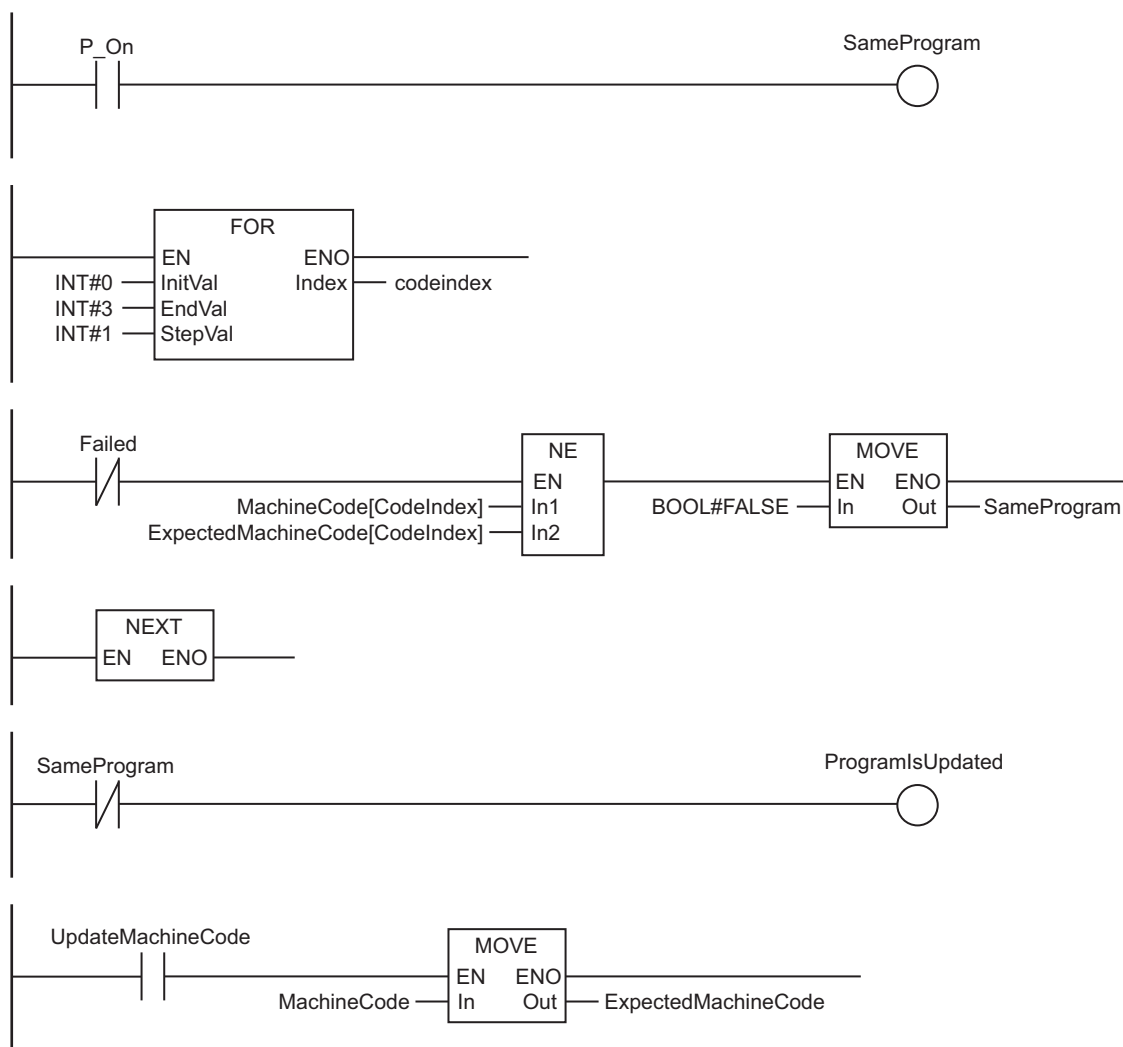 P_On
SameProgram
FOR
EN ENO
INT#0 InitVal Index codeindex
INT#3 EndVal
INT#1 StepVal
Failed
NE
MOVE
EN
EN ENO
MachineCode[CodeIndex] In1
BOOL#FALSE In Out SameProgram
ExpectedMachineCode[CodeIndex] In2
NEXT
EN ENO
SameProgram
ProgramIsUpdated
UpdateMachineCode
MOVE
EN ENO
MachineCode In Out ExpectedMachineCode